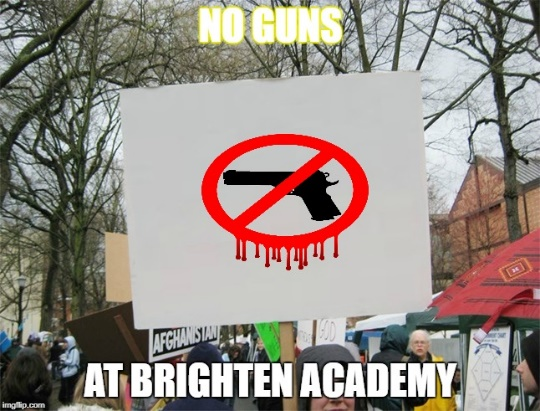 NO GUNS
AFGHANISTAN
AT BRIGHTEN ACADEMY
imgflip.com